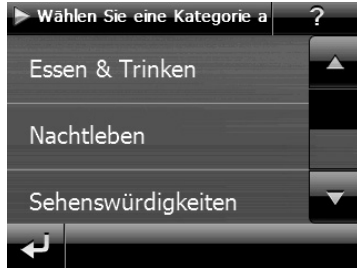 Wählen Sie eine Kategorie a ?
Essen & Trinken
Nachtleben
Sehenswürdigkeiten